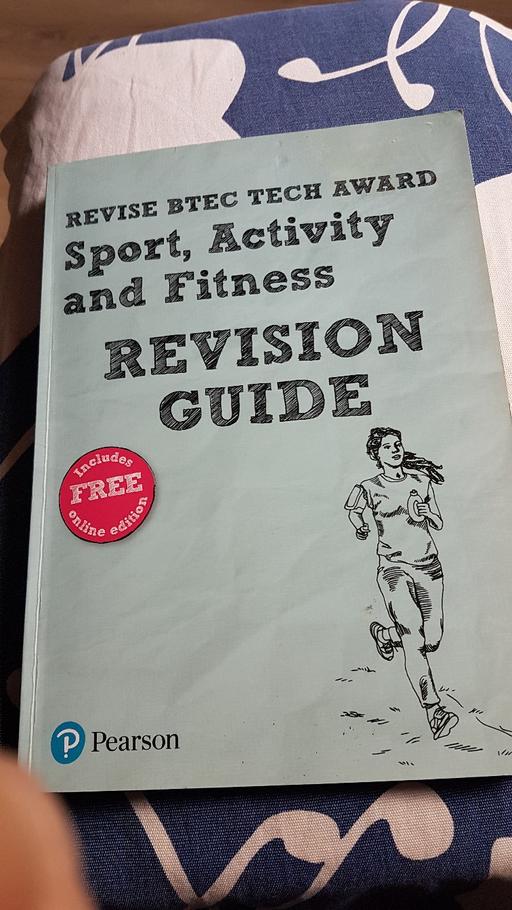 REVISE BTEC TECH AWARD
Sport, Activity
and Fitness
REVISION
GUIDE
Includes
FREE
online edition
Pearson